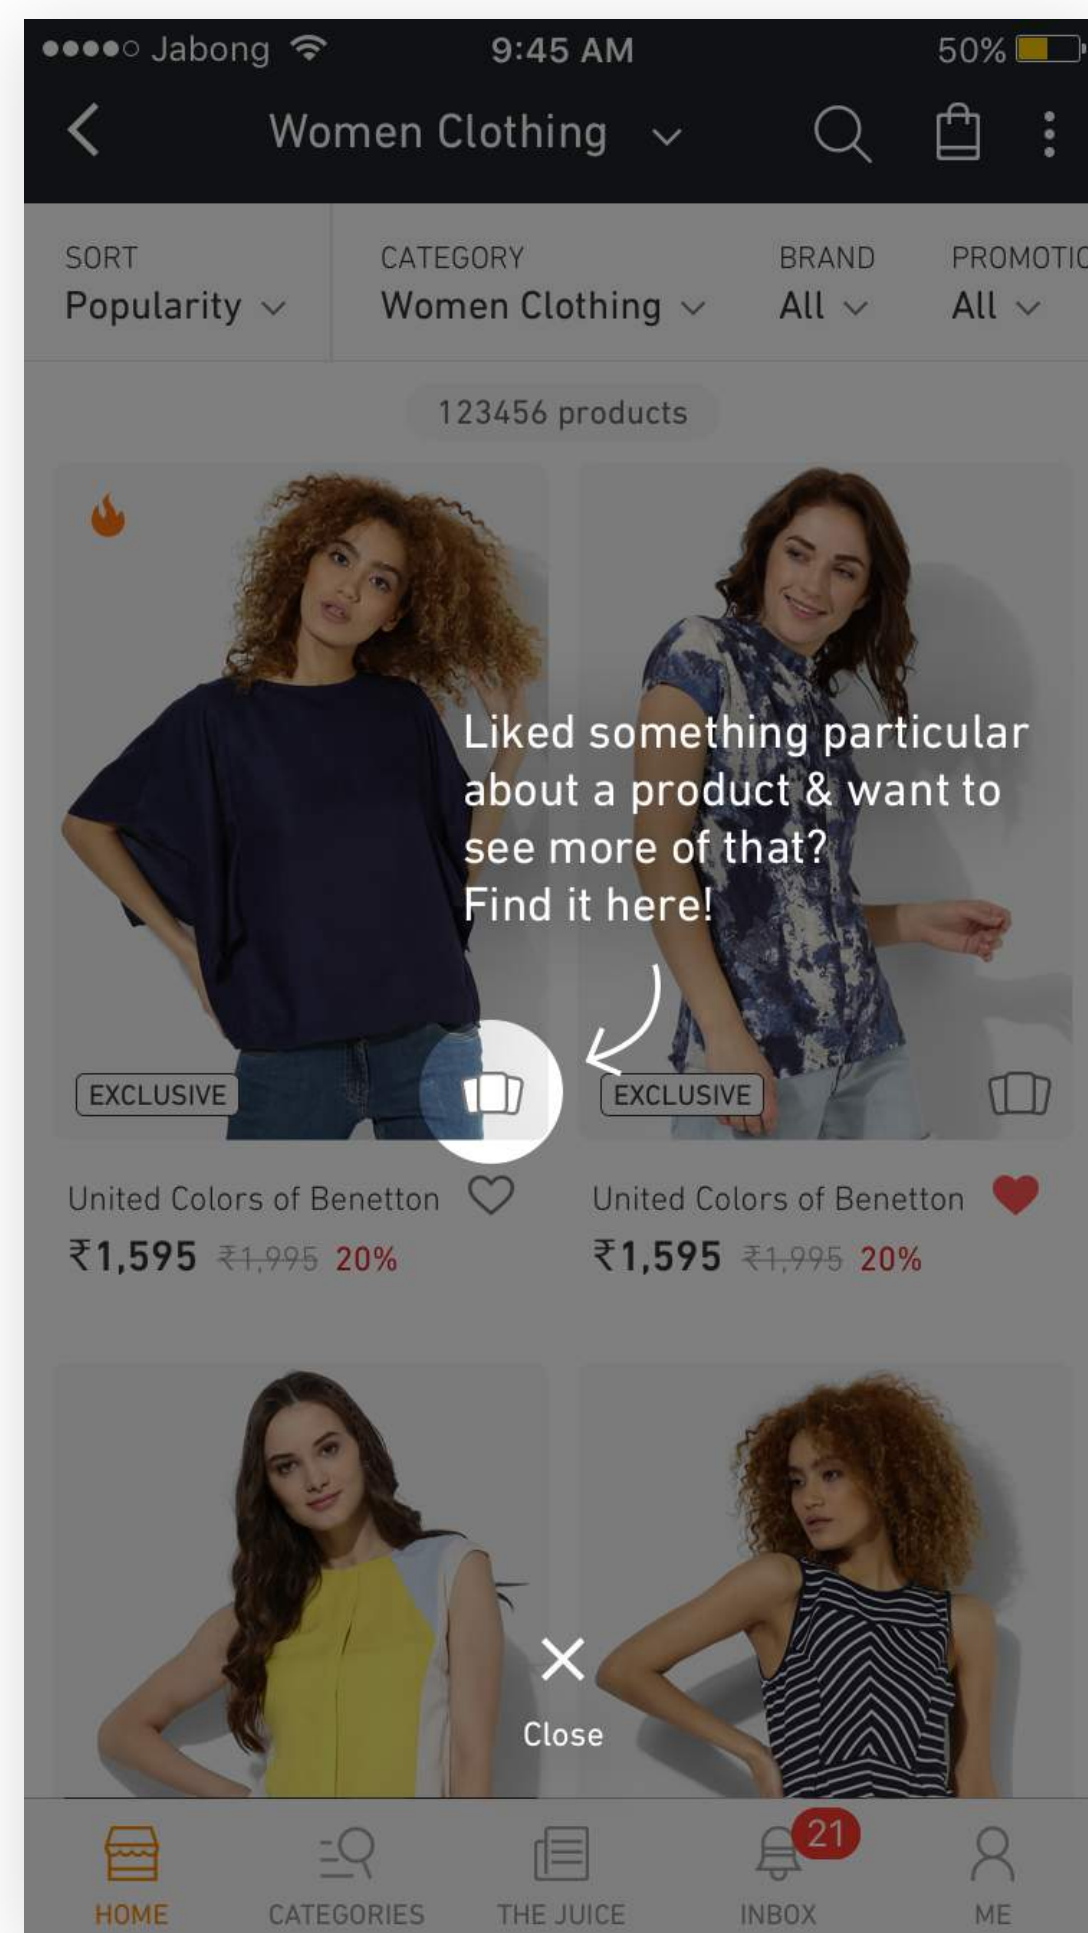 Jabong 9:45 AM 50%
Women Clothing
SORT CATEGORY BRAND PROMOTIO
Popularity Women Clothing All All
123456 products
Liked something particular
about a product & want to
see more of that?
Find it here!
EXCLUSIVE EXCLUSIVE
United Colors of Benetton United Colors of Benetton
₹1,595 ₹1,995 20% ₹1,595 ₹1,995 20%
Close
21
HOME CATEGORIES THE JUICE INBOX ME